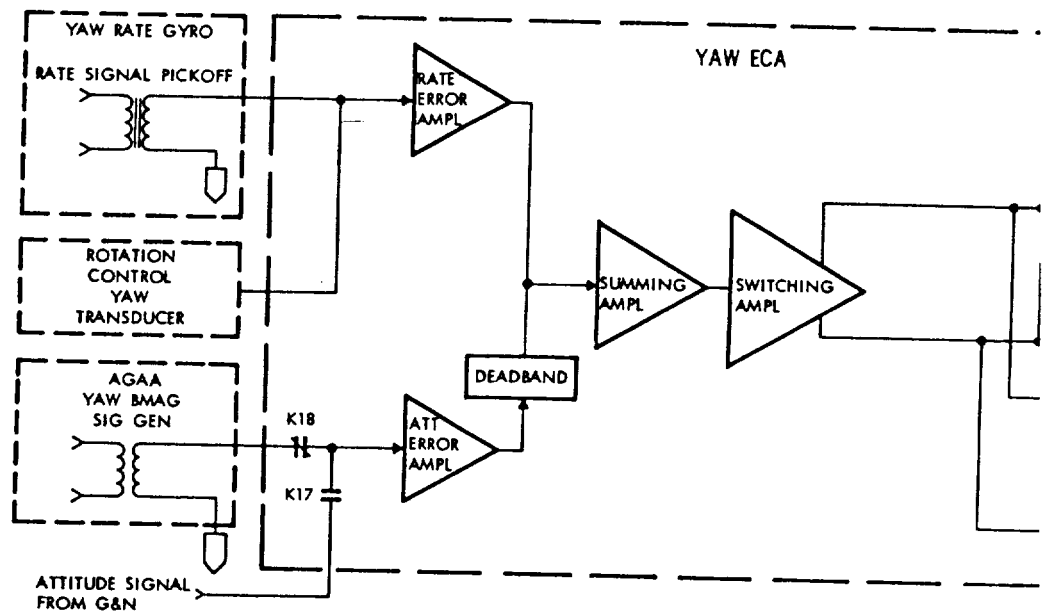 YAW RATE GYRO
RATE SIGNAL PICKOFF
YAW ECA
RATE
ERROR
AMPL
ROTATION
CONTROL
YAW
TRANSDUCER
SUMMING
AMPL
SWITCHING
AMPL
DEADBAND
AGAA
YAW BMAG
SIG GEN
K18
K17
ATT
ERROR
AMPL
ATTITUDE SIGNAL
FROM G&N